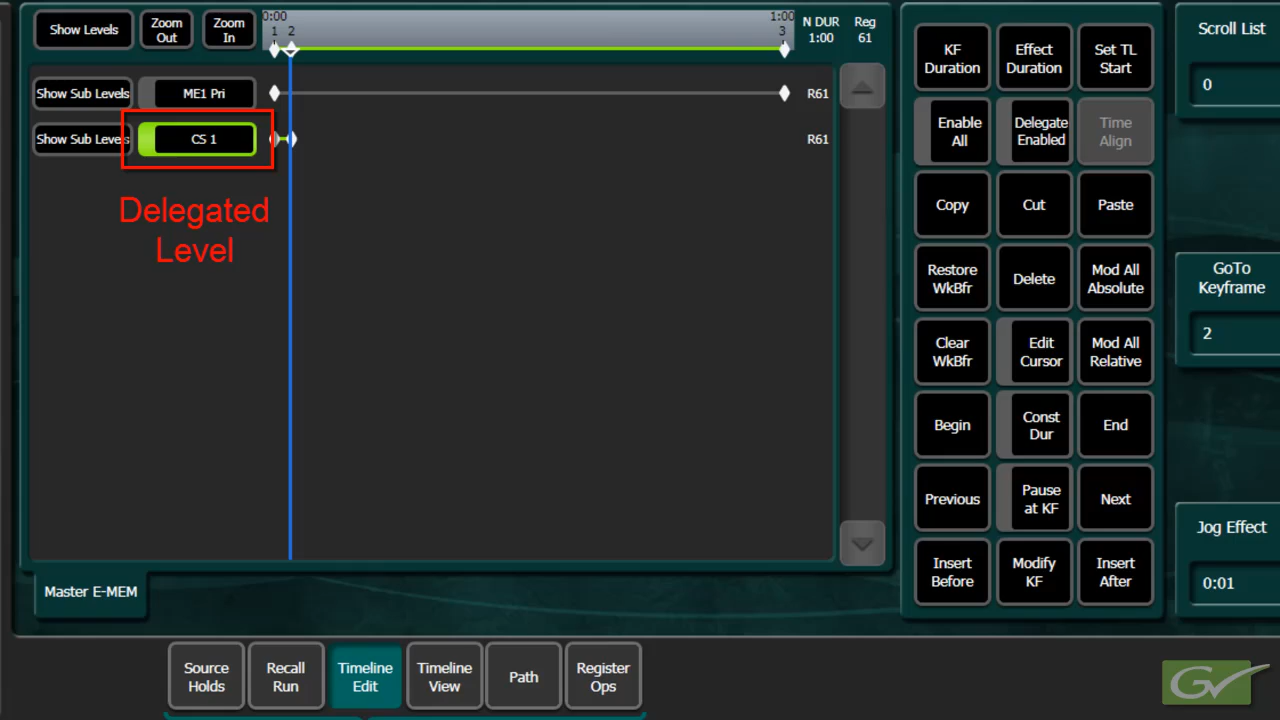 Show Levels
Zoom
Out
Zoom
In
0:00
1:00
1
2
3
N DUR
1:00
Reg
61
Show Sub Levels
ME1 Pri
R61
Show Sub Levels
CS 1
R61
Delegated
Level
KF
Duration
Effect
Duration
Set TL
Start
Enable
All
Delegate
Enabled
Time
Align
Copy
Cut
Paste
Restore
WkBfr
Delete
Mod All
Absolute
Clear
WkBfr
Edit
Cursor
Mod All
Relative
Begin
Const
Dur
End
Previous
Pause
at KF
Next
Insert
Before
Modify
KF
Insert
After
Scroll List
0
GoTo
Keyframe
2
Jog Effect
0:01
Master E-MEM
Source
Holds
Recall
Run
Timeline
Edit
Timeline
View
Path
Register
Ops
GV